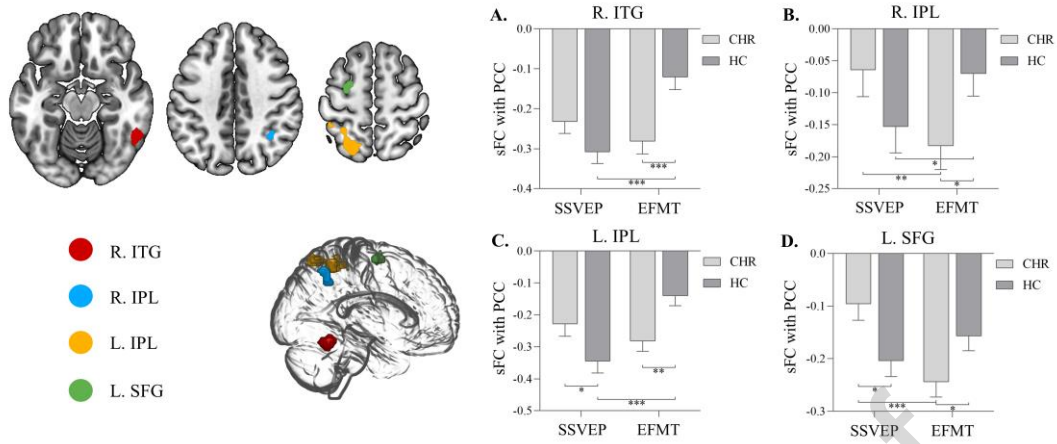 R. ITG
R. IPL
L. IPL
L. SFG
A.
R. ITG
sFC with PCC
0.0
-0.1
-0.2
-0.3
-0.4
CHR
HC
***
***
SSVEP
EFMT
B.
R. IPL
sFC with PCC
0.00
-0.05
-0.10
-0.15
-0.20
-0.25
CHR
HC
*
**
*
SSVEP
EFMT
C.
L. IPL
sFC with PCC
0.0
-0.1
-0.2
-0.3
-0.4
-0.5
CHR
HC
**
*
***
SSVEP
EFMT
D.
L. SFG
sFC with PCC
0.0
-0.1
-0.2
-0.3
CHR
HC
*
***
*
SSVEP
EFMT